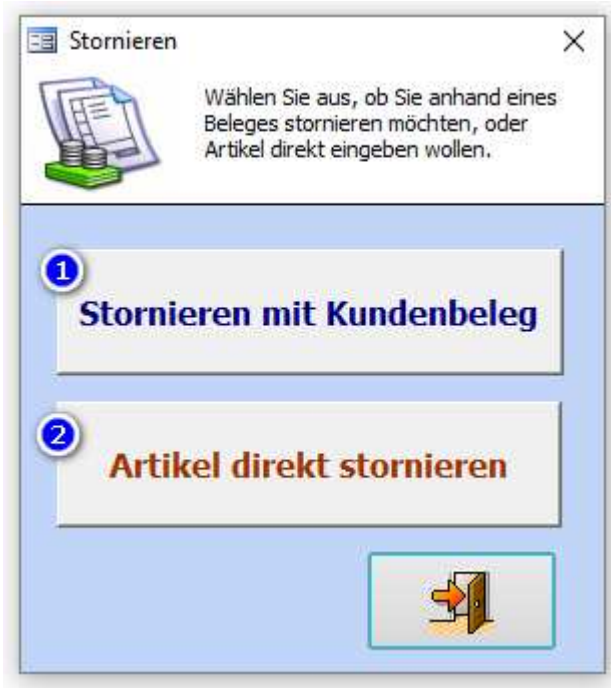 Stornieren
Wählen Sie aus, ob Sie anhand eines
Beleges stornieren möchten, oder
Artikel direkt eingeben wollen.
1
Stornieren mit Kundenbeleg
2
Artikel direkt stornieren